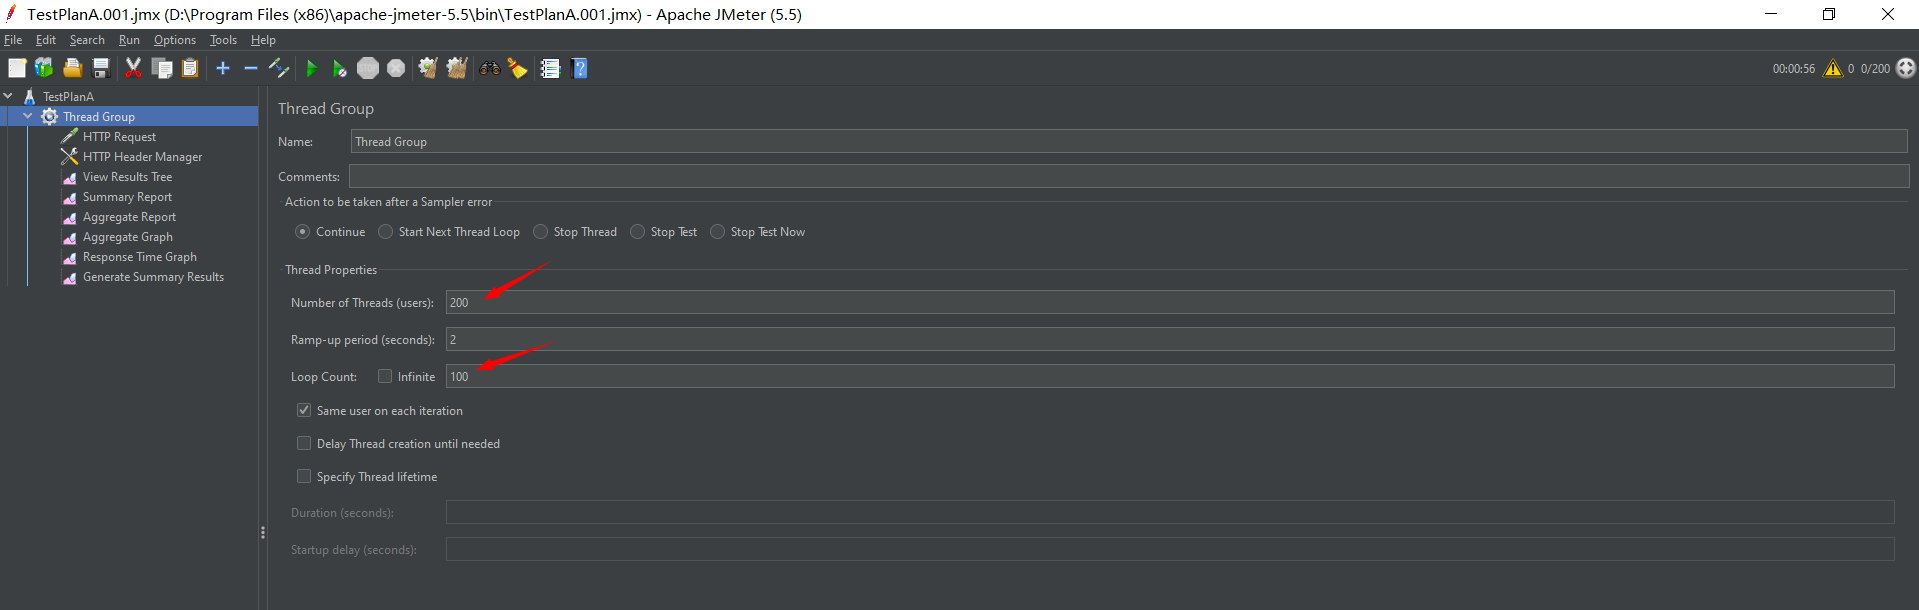 TestPlanA.001.jmx (D:\Program Files (x86)\apache-jmeter-5.5\bin\TestPlanA.001.jmx) - Apache JMeter (5.5)
File Edit Search Run Options Tools Help
00:00:56 0 0/200
TestPlanA
Thread Group
HTTP Request
HTTP Header Manager
View Results Tree
Summary Report
Aggregate Report
Aggregate Graph
Response Time Graph
Generate Summary Results
Thread Group
Name: Thread Group
Comments:
Action to be taken after a Sampler error
Continue Start Next Thread Loop Stop Thread Stop Test Stop Test Now
Thread Properties
Number of Threads (users): 200
Ramp-up period (seconds): 2
Loop Count: Infinite 100
Same user on each iteration
Delay Thread creation until needed
Specify Thread lifetime
Duration (seconds):
Startup delay (seconds):